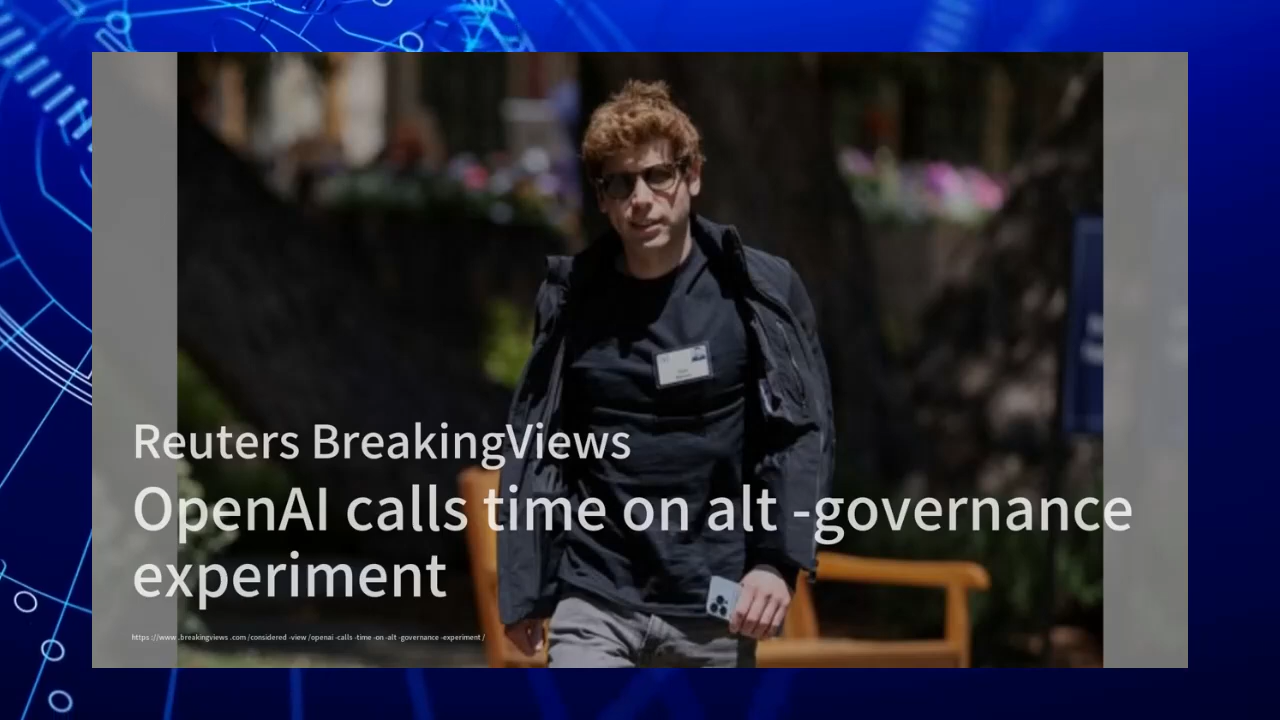 Reuters BreakingViews
OpenAI calls time on alt -governance
experiment
https ://www .breakingviews .com /considered -view /openai -calls -time -on -alt -governance -experiment /